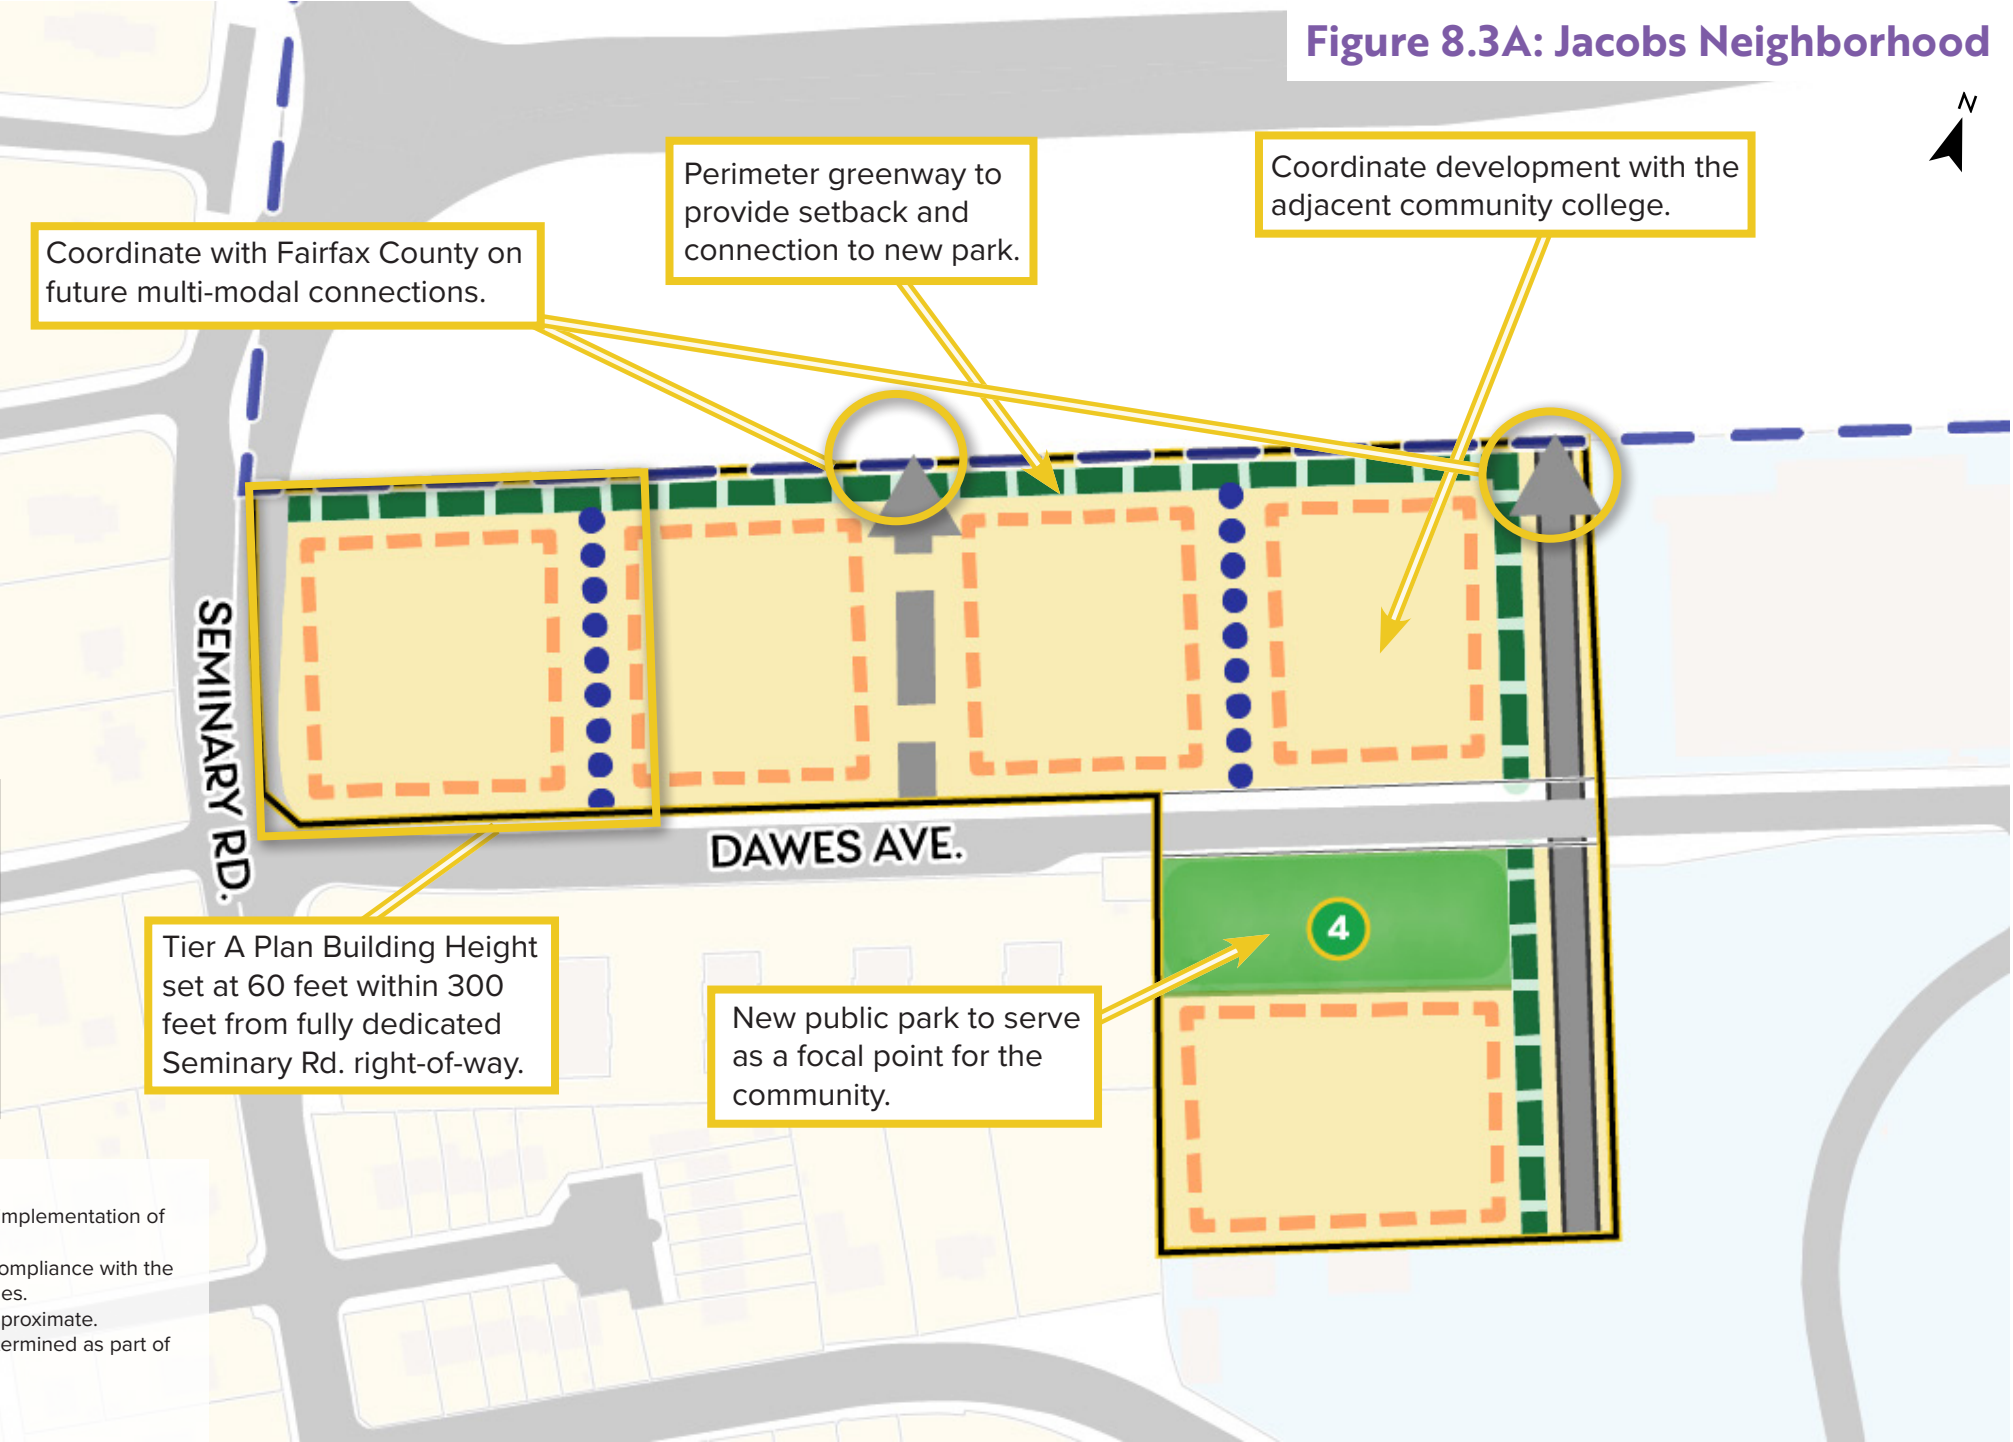 Figure 8.3A: Jacobs Neighborhood
N
Perimeter greenway to
provide setback and
connection to new park.
Coordinate development with the
adjacent community college.
Coordinate with Fairfax County on
future multi-modal connections.
SEMINARY RD.
DAWES AVE.
4
Tier A Plan Building Height
set at 60 feet within 300
feet from fully dedicated
Seminary Rd. right-of-way.
New public park to serve
as a focal point for the
community.
mplementation of
ompliance with the
es.
proximate.
ermined as part of